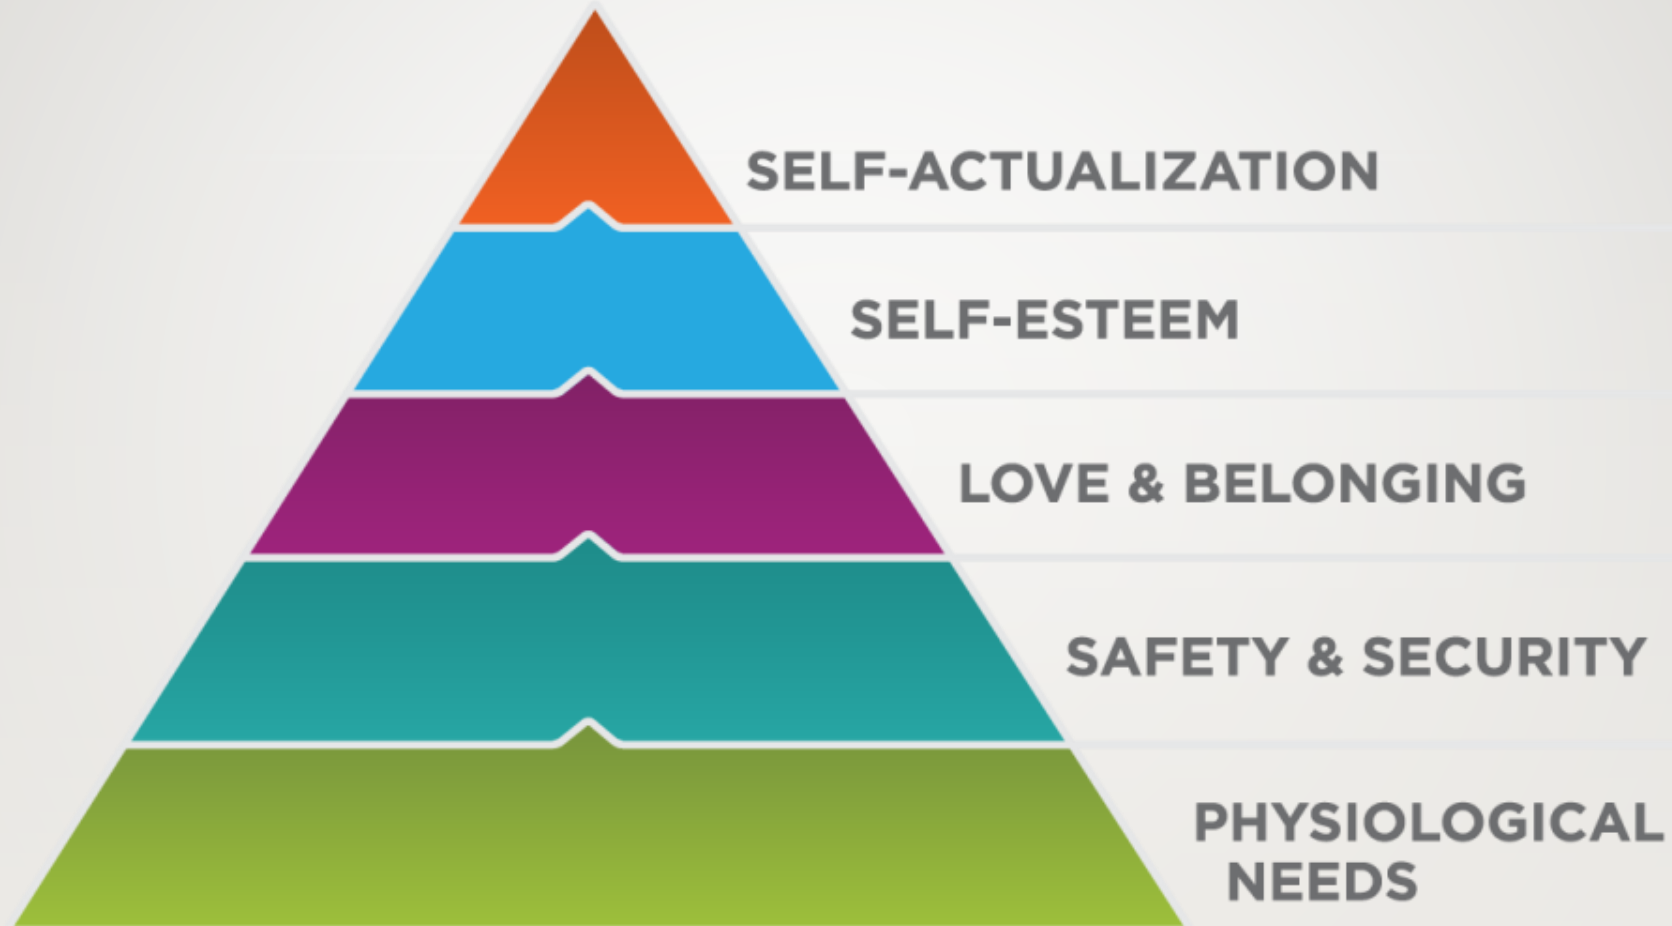 SELF-ACTUALIZATION
SELF-ESTEEM
LOVE & BELONGING
SAFETY & SECURITY
PHYSIOLOGICAL
NEEDS